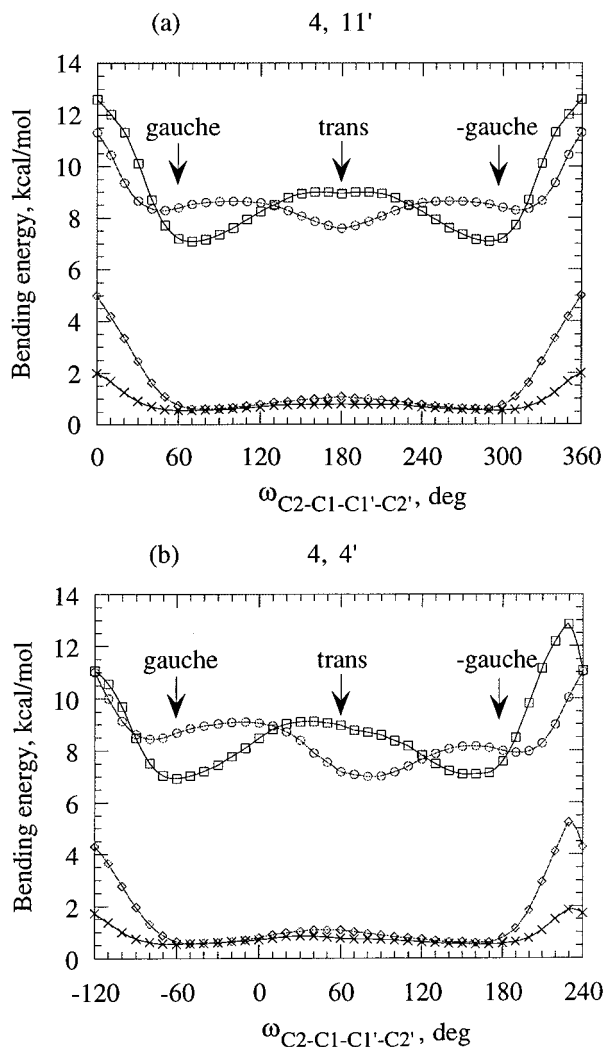 (a) 4, 11'
14
12
10
8
6
4
2
0
Bending energy, kcal/mol
gauche trans -gauche
0 60 120 180 240 300 360
ωC2-C1-C1'-C2', deg
(b) 4, 4'
14
12
10
8
6
4
2
0
Bending energy, kcal/mol
gauche trans -gauche
-120 -60 0 60 120 180 240
ωC2-C1-C1'-C2', deg